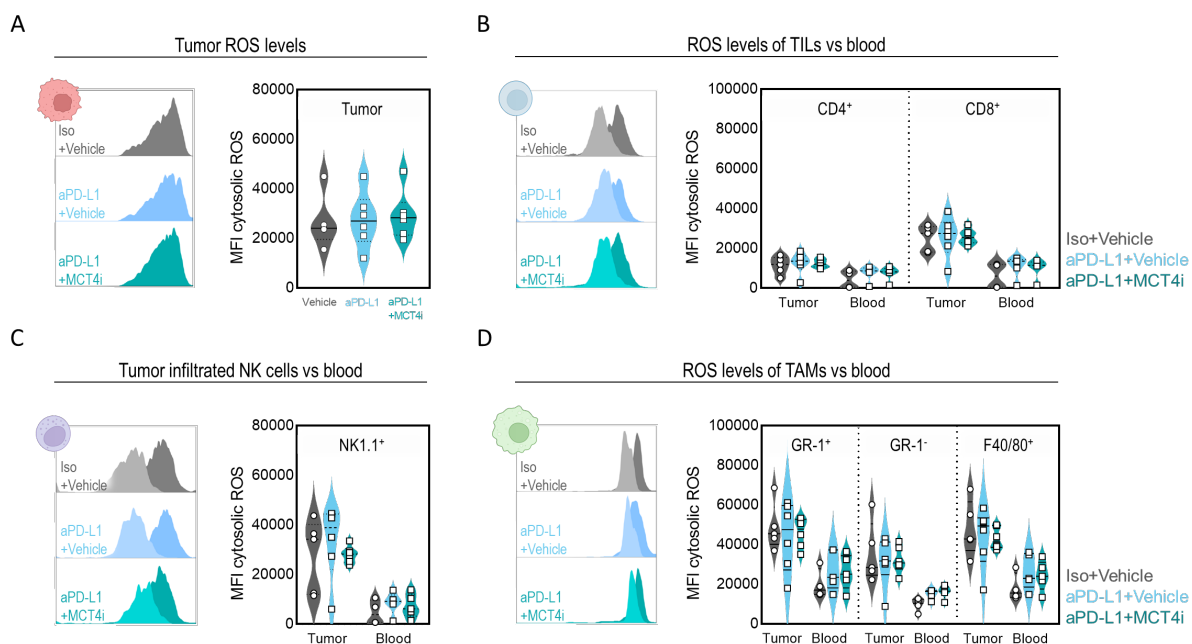 A
Tumor ROS levels
Iso
+Vehicle
aPD-L1
+Vehicle
aPD-L1
+MCT4i
MFI cytosolic ROS
80000
60000
40000
20000
0
Tumor
Vehicle aPD-L1 aPD-L1
+MCT4i
B
ROS levels of TILs vs blood
Iso
+Vehicle
aPD-L1
+Vehicle
aPD-L1
+MCT4i
MFI cytosolic ROS
100000
80000
60000
40000
20000
0
CD4+ CD8+
Tumor Blood Tumor Blood
Iso+Vehicle
aPD-L1+Vehicle
aPD-L1+MCT4i
C
Tumor infiltrated NK cells vs blood
Iso
+Vehicle
aPD-L1
+Vehicle
aPD-L1
+MCT4i
MFI cytosolic ROS
80000
60000
40000
20000
0
NK1.1+
Tumor Blood
D
ROS levels of TAMs vs blood
Iso
+Vehicle
aPD-L1
+Vehicle
aPD-L1
+MCT4i
MFI cytosolic ROS
100000
80000
60000
40000
20000
0
GR-1+ GR-1- F40/80+
Tumor Blood Tumor Blood Tumor Blood
Iso+Vehicle
aPD-L1+Vehicle
aPD-L1+MCT4i